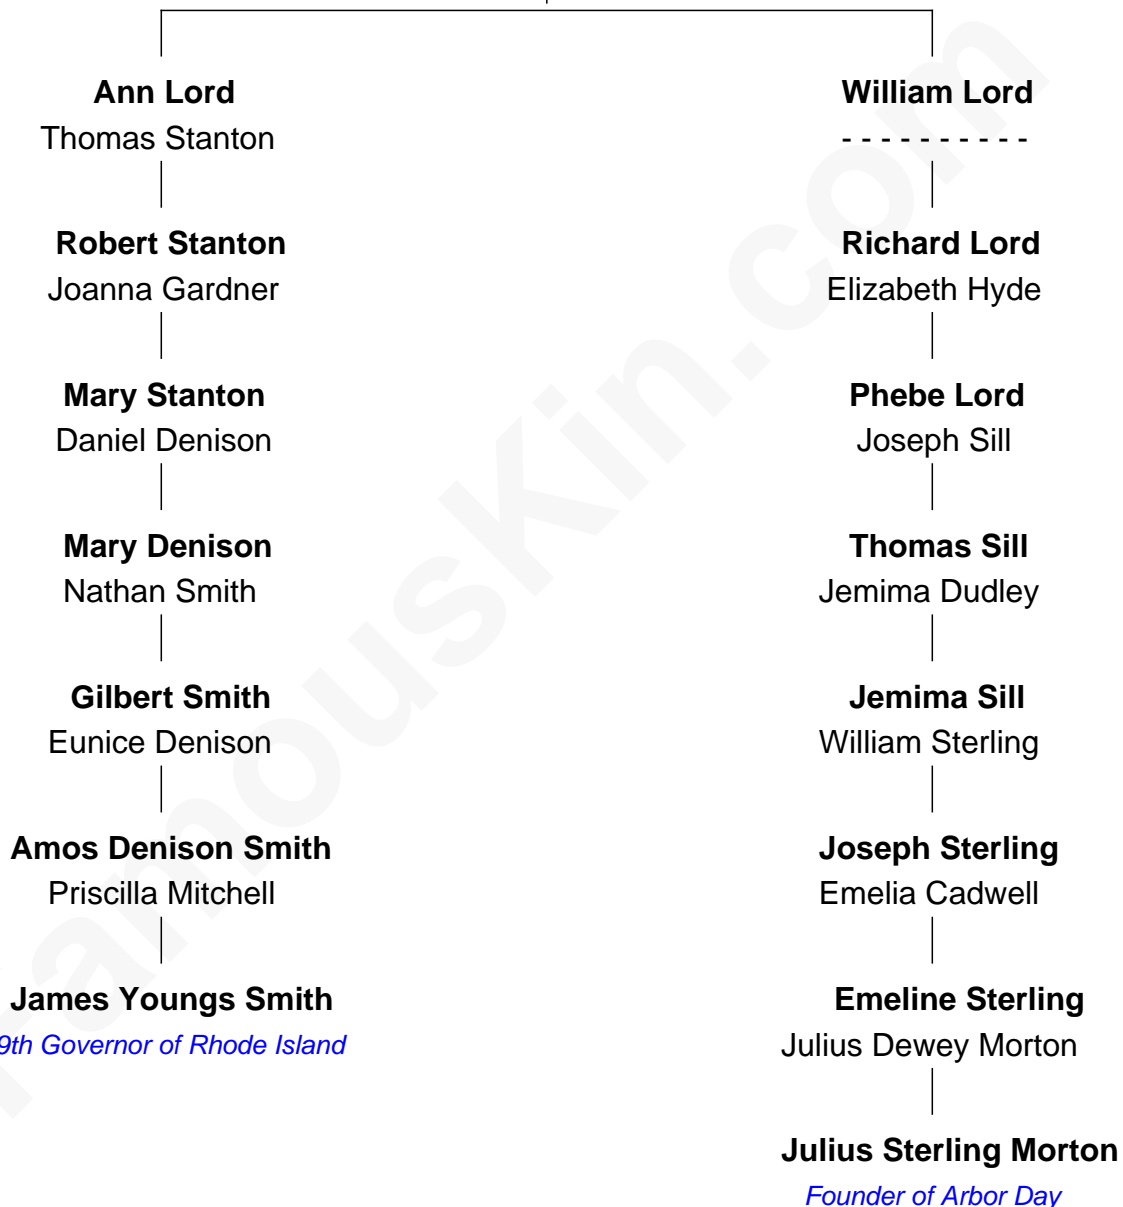 Ann Lord
Thomas Stanton
William Lord
- - - - - - - - - -
Robert Stanton
Joanna Gardner
Richard Lord
Elizabeth Hyde
Mary Stanton
Daniel Denison
Phebe Lord
Joseph Sill
Mary Denison
Nathan Smith
Thomas Sill
Jemima Dudley
Gilbert Smith
Eunice Denison
Jemima Sill
William Sterling
Amos Denison Smith
Priscilla Mitchell
Joseph Sterling
Emelia Cadwell
James Youngs Smith
9th Governor of Rhode Island
Emeline Sterling
Julius Dewey Morton
Julius Sterling Morton
Founder of Arbor Day
FamousKin.com